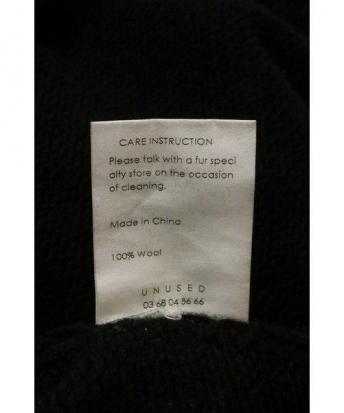 CARE INSTRUCTION
Please talk with a fur speci
alty store on the occasion
of cleaning.
Made in China
100% Wool
UNUSED
03 68 04 56 66